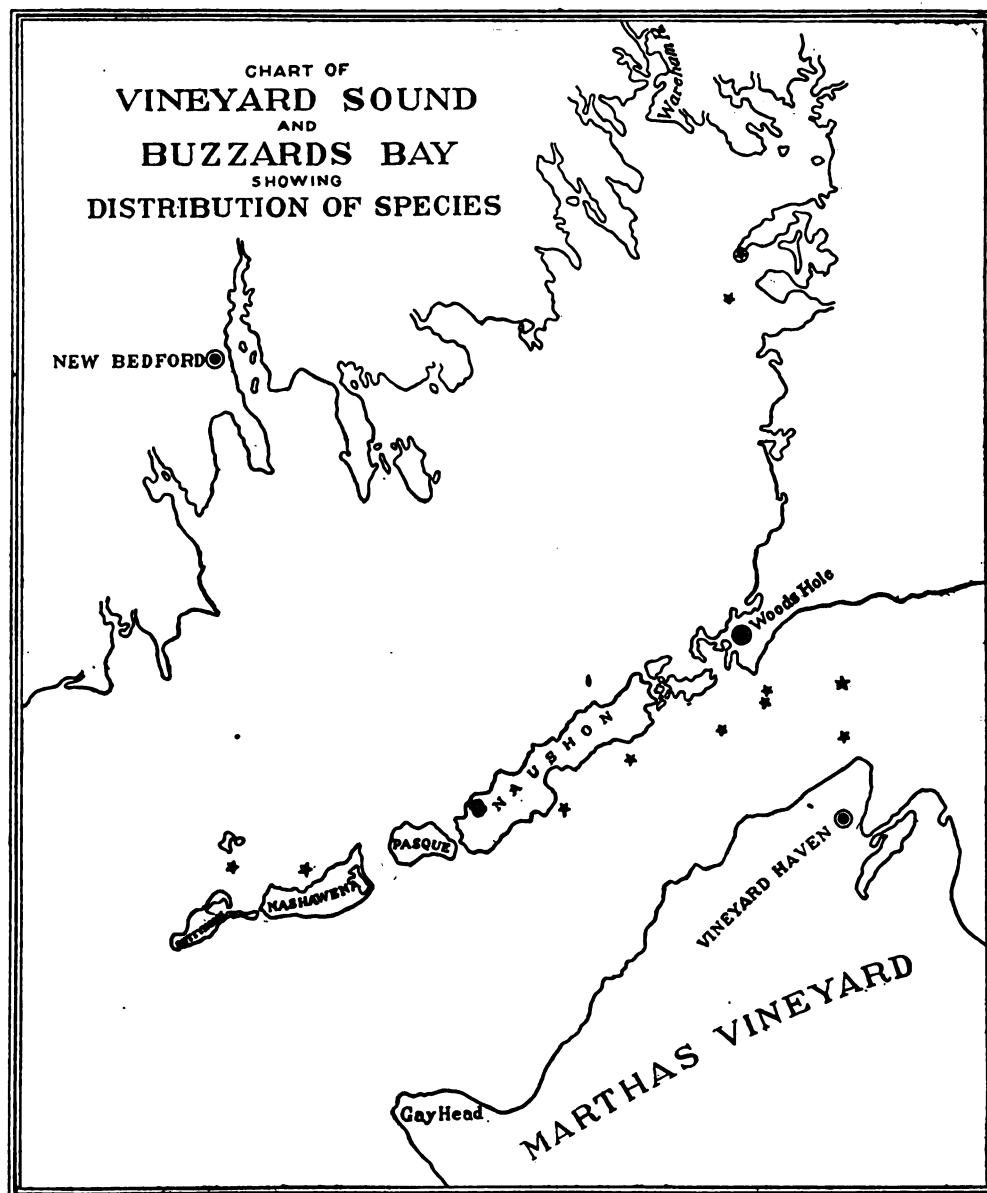 CHART OF
VINEYARD SOUND
AND
BUZZARDS BAY
SHOWING
DISTRIBUTION OF SPECIES
Wareham R.
NEW BEDFORD
Woods Hole
NAUSHON
PASQUE
NASHAWENA
VINEYARD HAVEN
MARTHAS VINEYARD
Gay Head